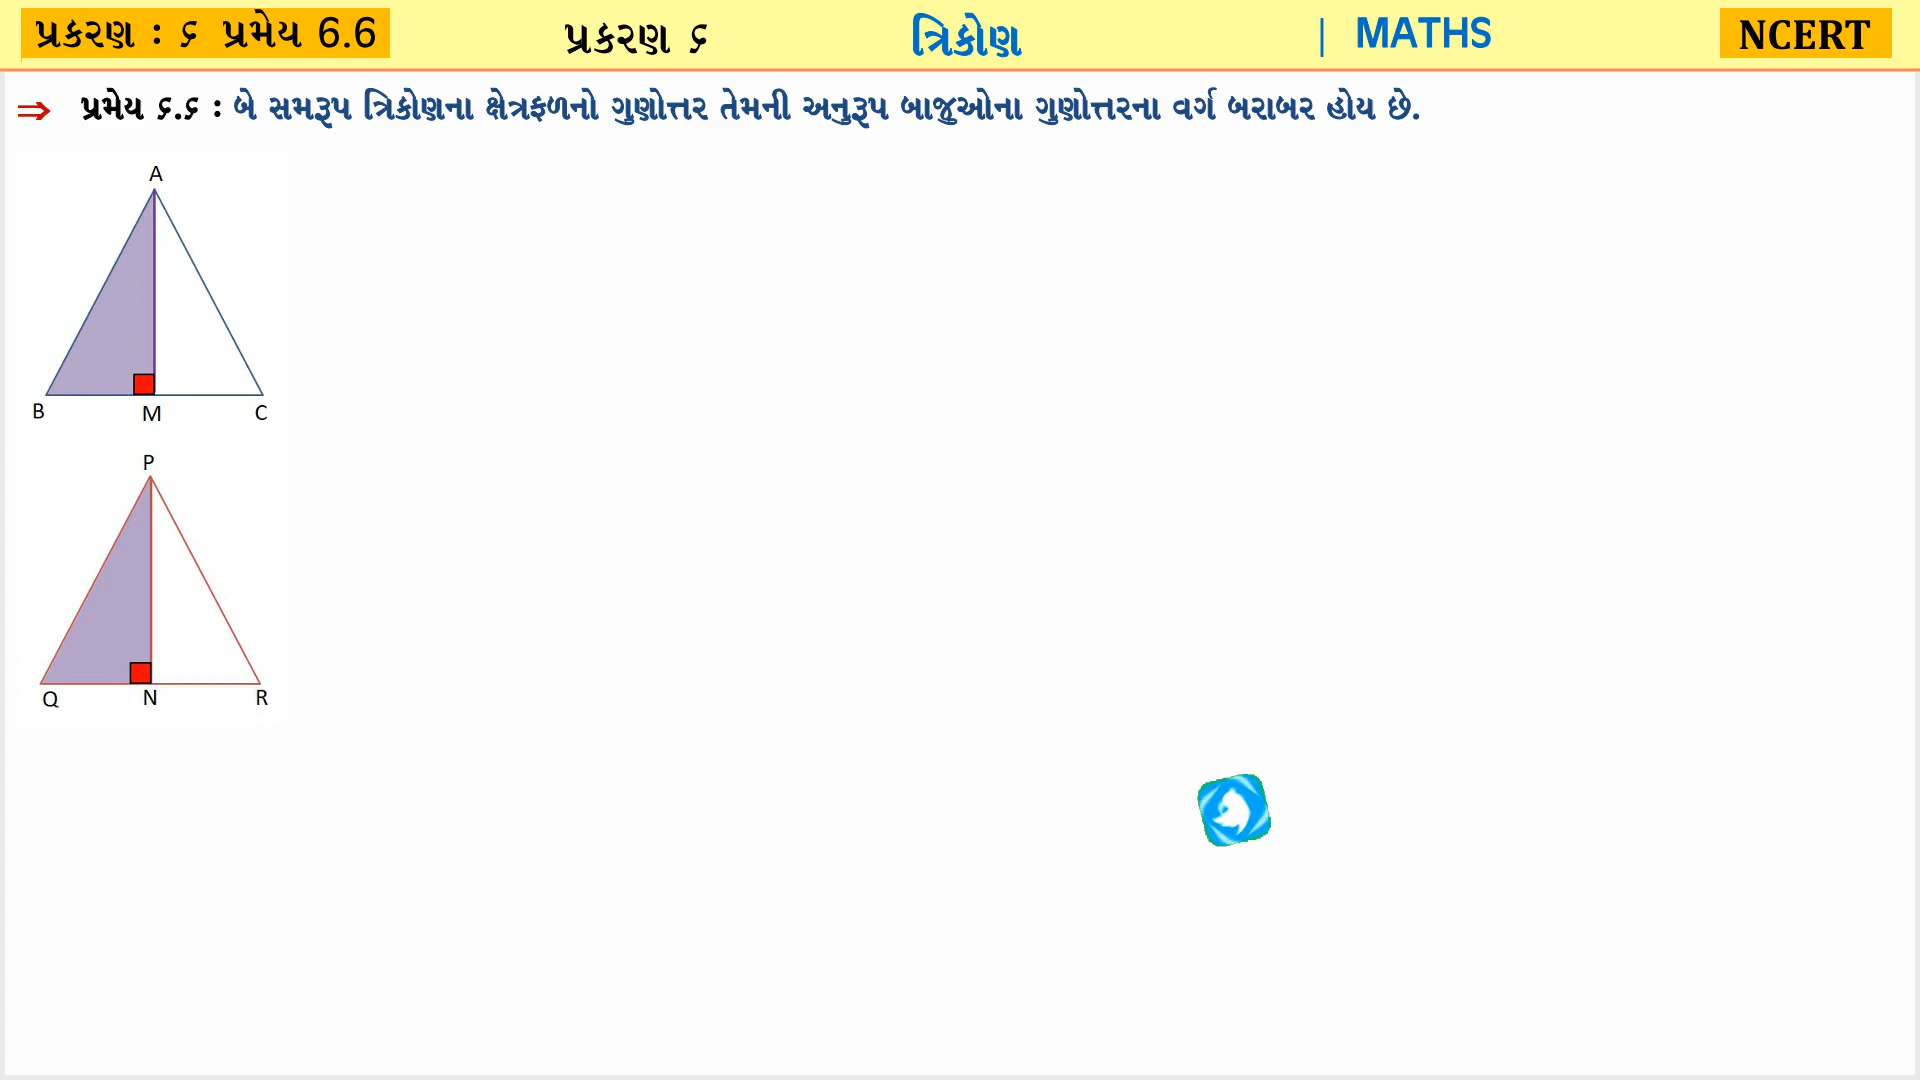 પ્રકરણ : ૬ પ્રમેય 6.6 પ્રકરણ ૬ ત્રિકોણ | MATHS NCERT
⇒ પ્રમેય ૬.૬ : બે સમરૂપ ત્રિકોણના ક્ષેત્રફળનો ગુણોત્તર તેમની અનુરૂપ બાજુઓના ગુણોત્તરના વર્ગ બરાબર હોય છે.
A
B M C
P
Q N R